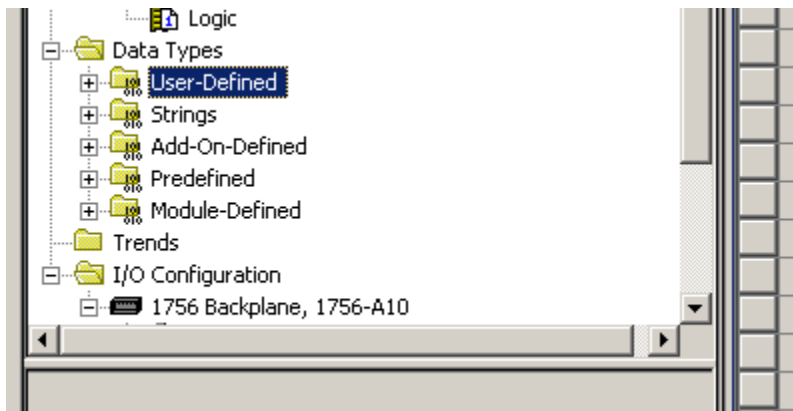 Logic
Data Types
User-Defined
Strings
Add-On-Defined
Predefined
Module-Defined
Trends
I/O Configuration
1756 Backplane, 1756-A10